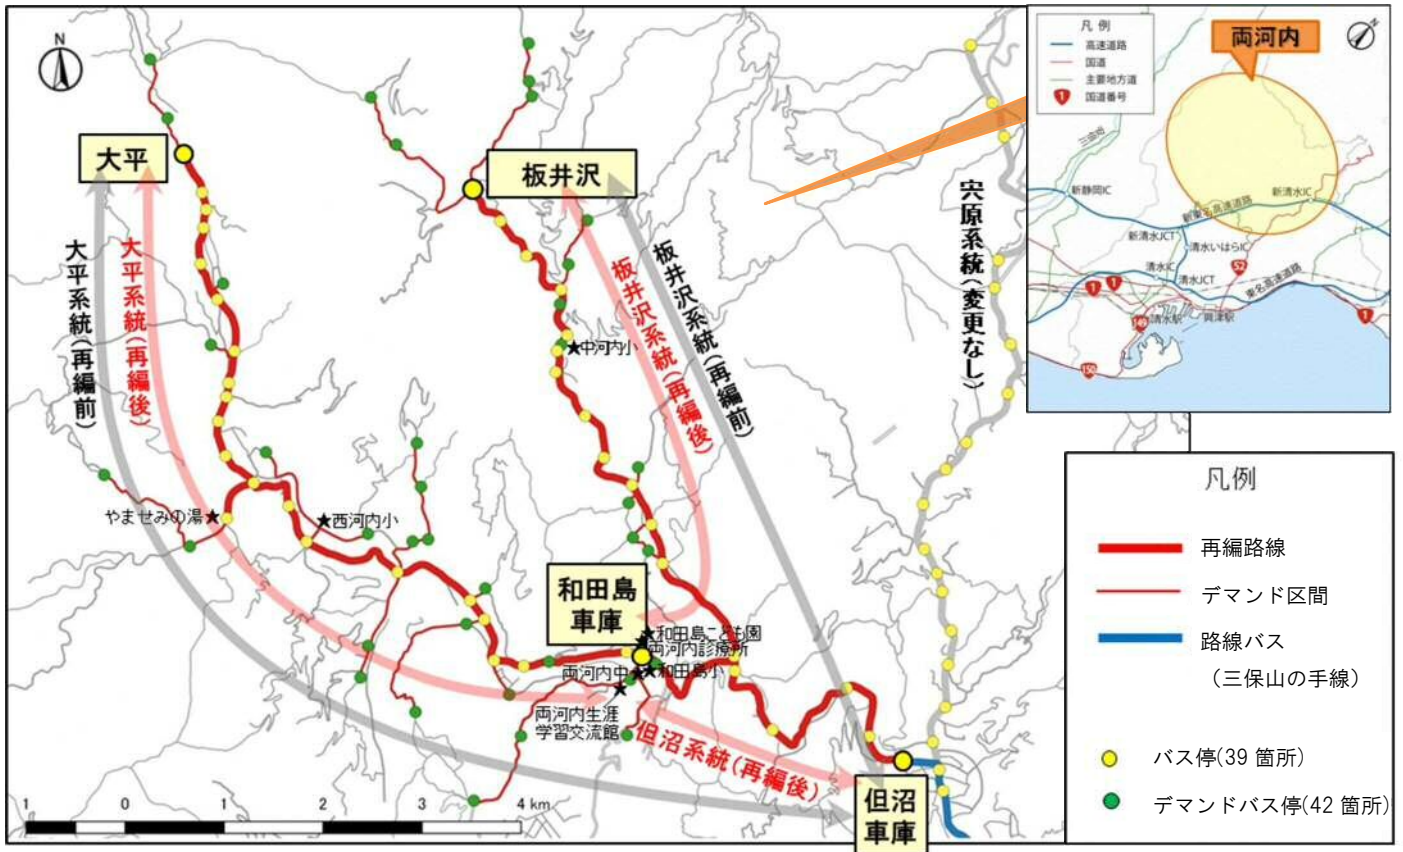 N
大平
板井沢
大平系統(再編前)
大平系統(再編後)
板井沢系統(再編後)
板井沢系統(再編前)
宍原系統(変更なし)
★中河内小
やませみの湯★
★西河内小
和田島
車庫
★和田島こども園
両河内診療所
両河内中★
★和田島小
両河内生涯
学習交流館
但沼系統(再編後)
但沼
車庫
1 0 1 2 3 4 km
凡 例
高速道路
国道
主要地方道
1 国道番号
両河内
N
新静岡IC
新東名高速道路
新清水IC
新清水JCT
清水いはらIC
清水IC
清水JCT
52
東名高速道路
1
1
1
149
清水駅
興津駅
150
凡例
再編路線
デマンド区間
路線バス
(三保山の手線)
バス停(39 箇所)
デマンドバス停(42 箇所)